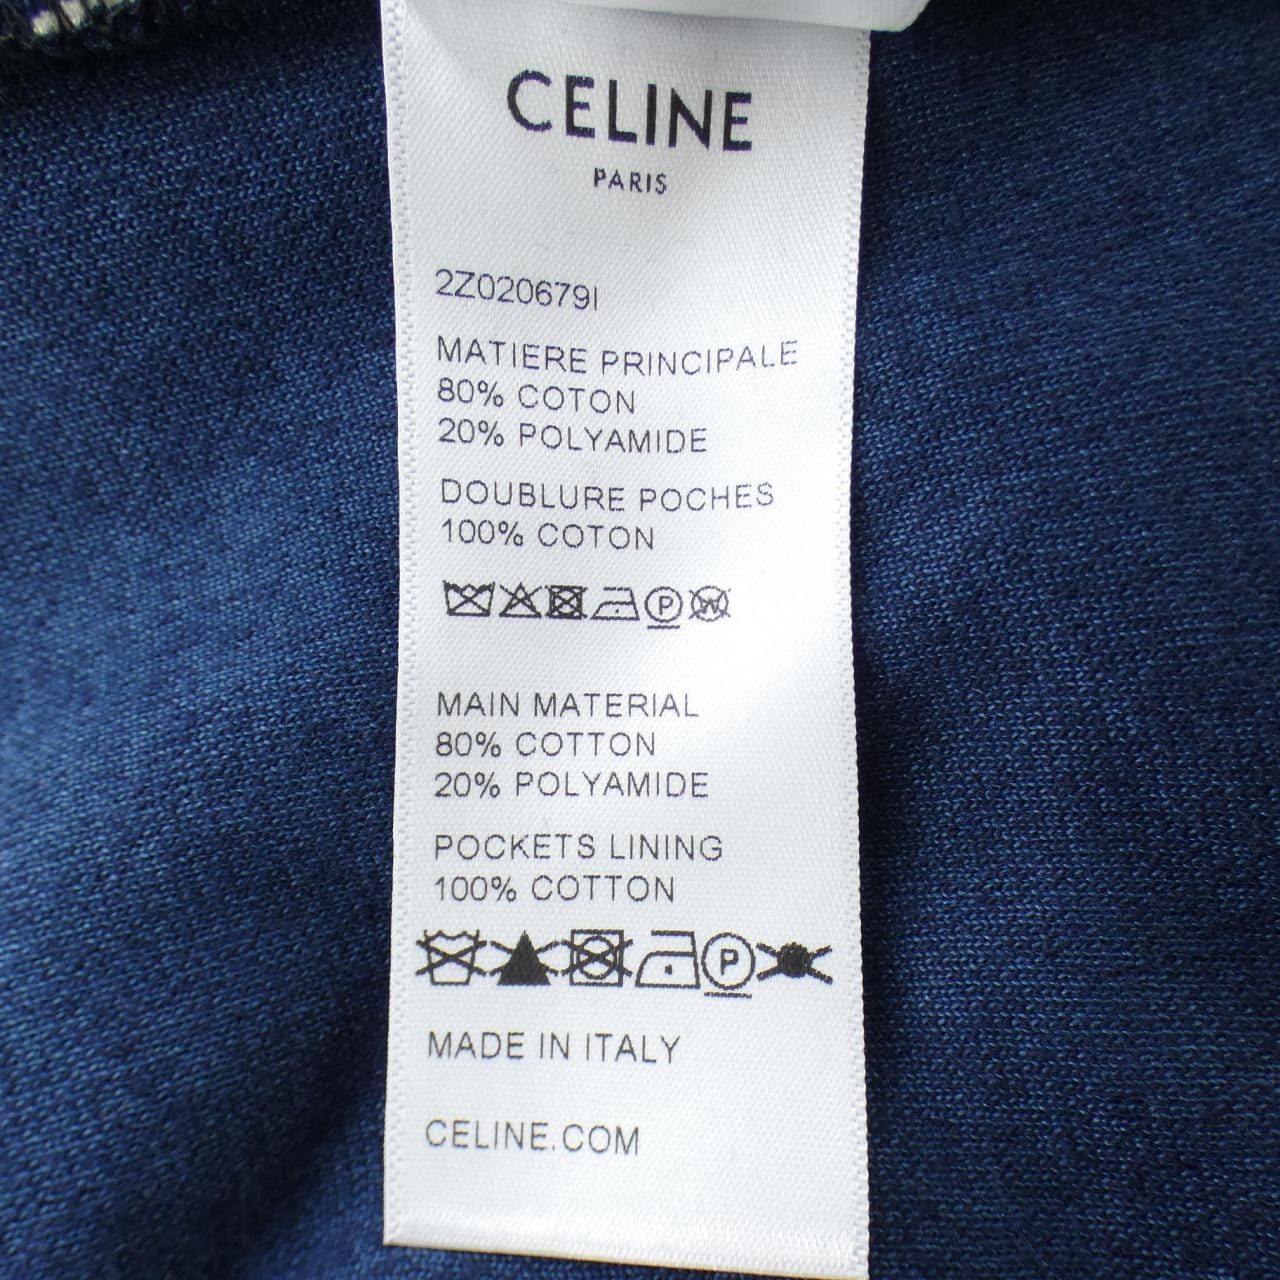 CELINE
PARIS
2Z020679I
MATIERE PRINCIPALE
80% COTON
20% POLYAMIDE
DOUBLURE POCHES
100% COTON
P W
MAIN MATERIAL
80% COTTON
20% POLYAMIDE
POCKETS LINING
100% COTTON
P
MADE IN ITALY
CELINE.COM